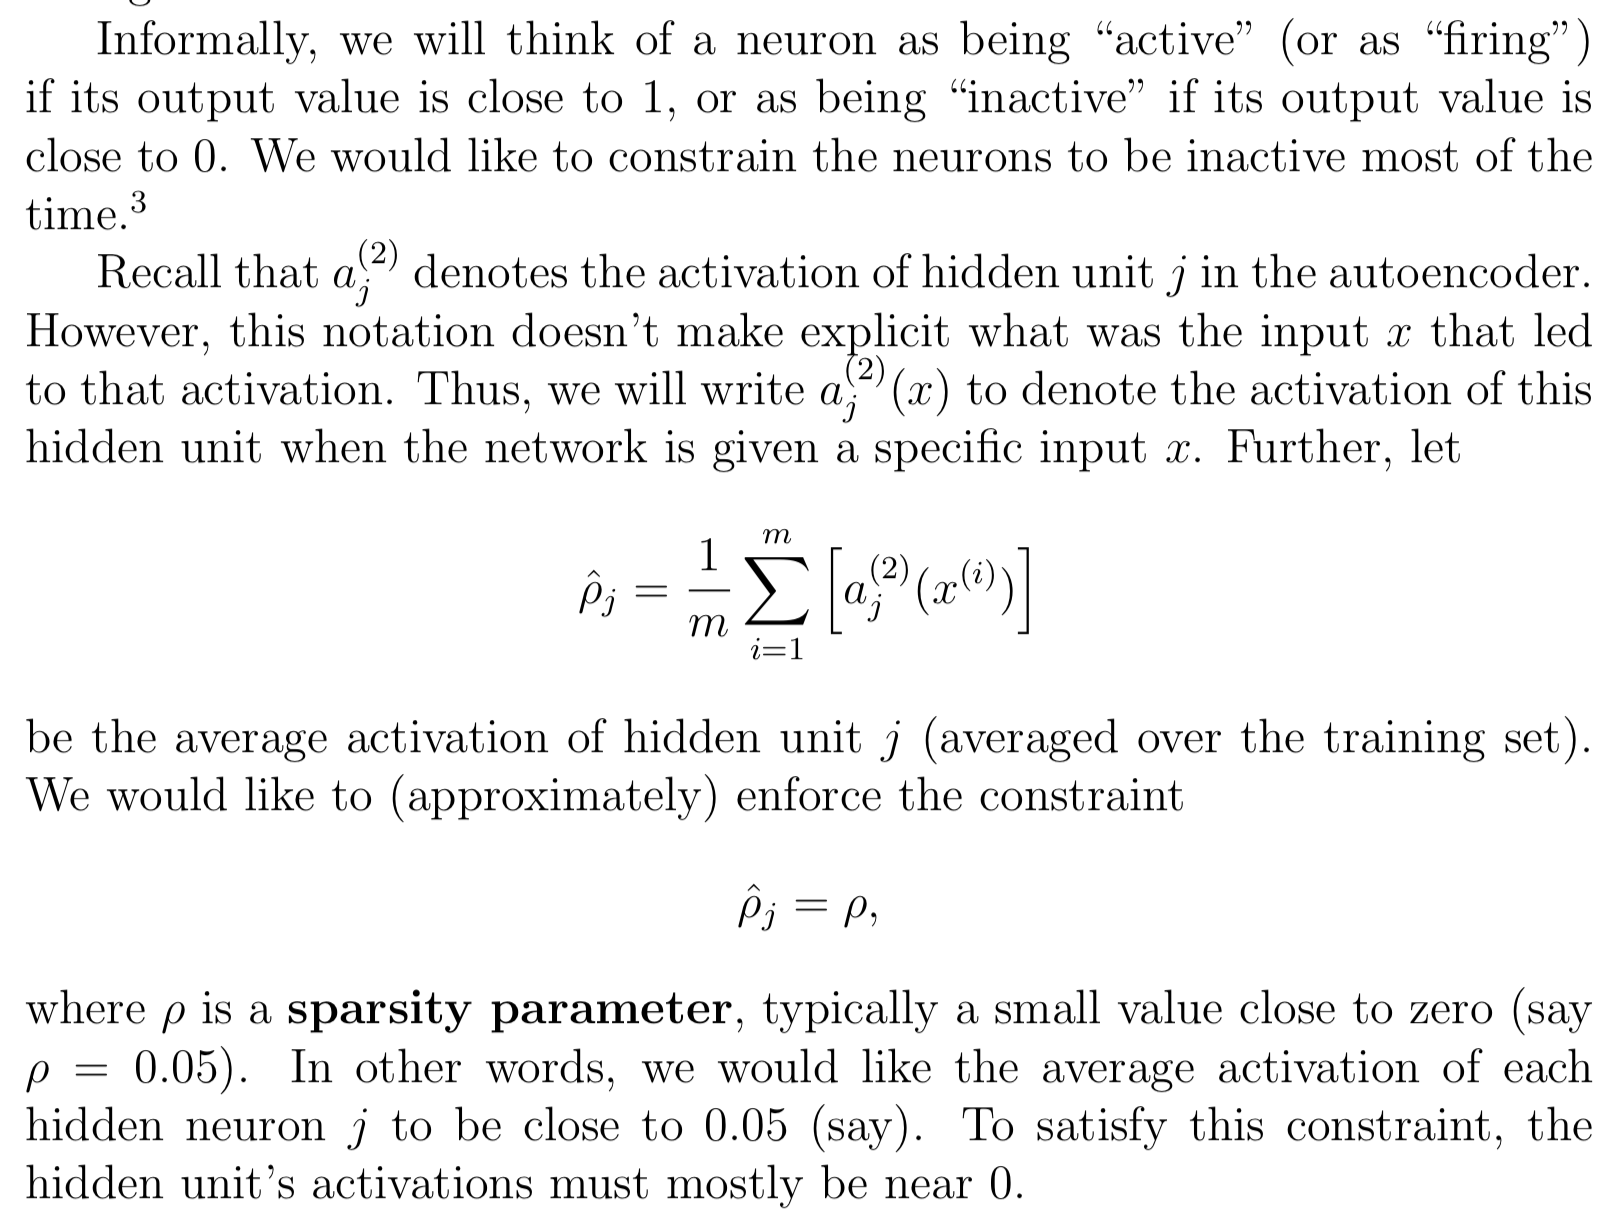 Informally, we will think of a neuron as being “active” (or as “firing”)
if its output value is close to 1, or as being “inactive” if its output value is
close to 0. We would like to constrain the neurons to be inactive most of the
time.³
Recall that a_j^{(2)} denotes the activation of hidden unit j in the autoencoder.
However, this notation doesn’t make explicit what was the input x that led
to that activation. Thus, we will write a_j^{(2)}(x) to denote the activation of this
hidden unit when the network is given a specific input x. Further, let
\hat{ρ}_j = \frac{1}{m} \sum_{i=1}^{m} [a_j^{(2)}(x^{(i)})]
be the average activation of hidden unit j (averaged over the training set).
We would like to (approximately) enforce the constraint
\hat{ρ}_j = ρ,
where ρ is a sparsity parameter, typically a small value close to zero (say
ρ = 0.05). In other words, we would like the average activation of each
hidden neuron j to be close to 0.05 (say). To satisfy this constraint, the
hidden unit’s activations must mostly be near 0.